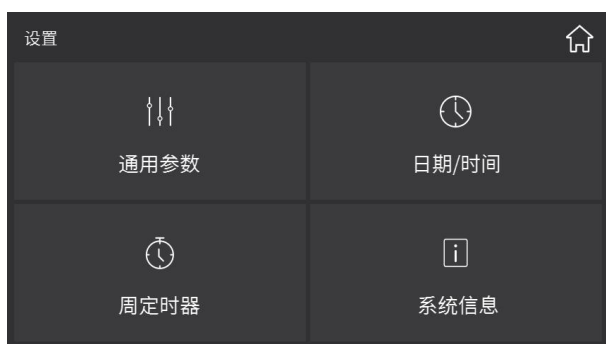 设置
通用参数
日期/时间
周定时器
系统信息